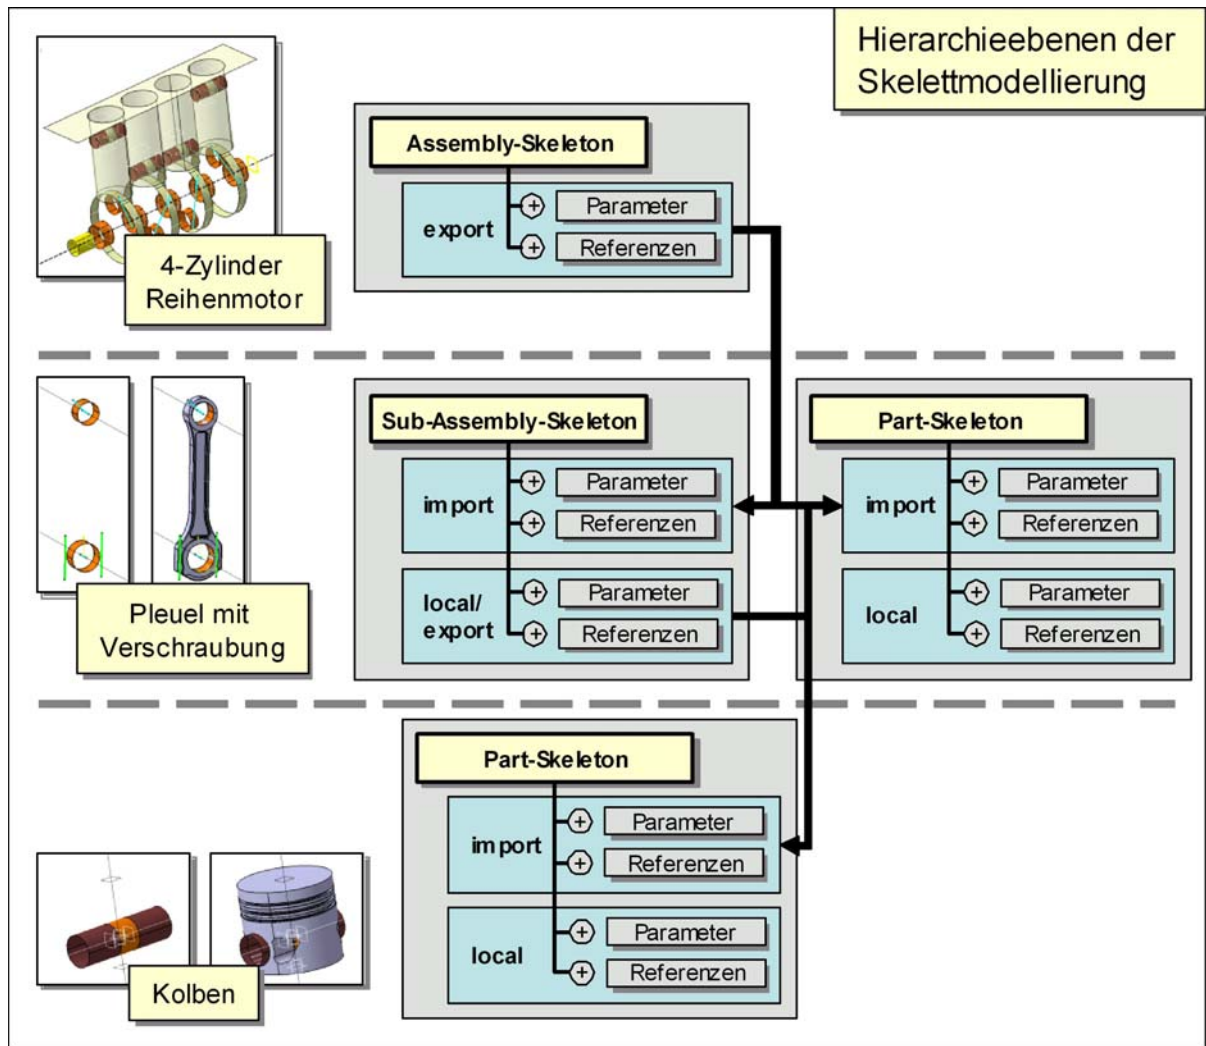 Hierarchieebenen der
Skelettmodellierung
4-Zylinder
Reihenmotor
Assembly-Skeleton
export
Parameter
Referenzen
Pleuel mit
Verschraubung
Sub-Assembly-Skeleton
import
Parameter
Referenzen
local/
export
Parameter
Referenzen
Part-Skeleton
import
Parameter
Referenzen
local
Parameter
Referenzen
Kolben
Part-Skeleton
import
Parameter
Referenzen
local
Parameter
Referenzen